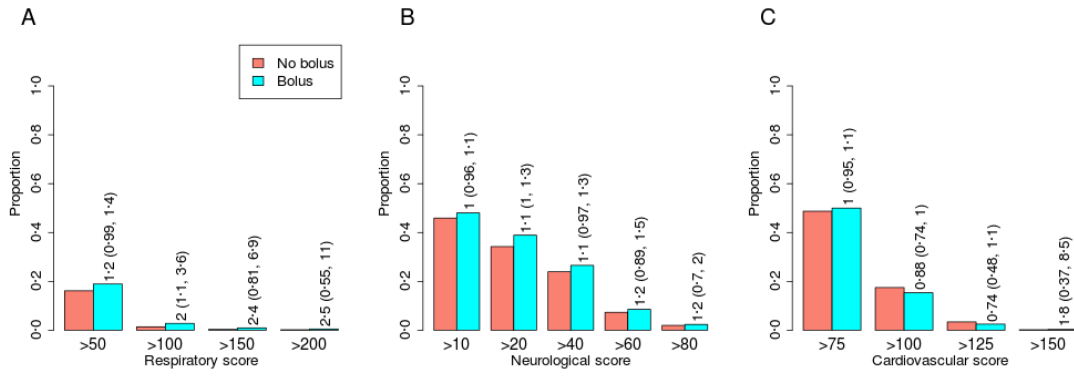 A
No bolus
Bolus
Proportion
0·0 0·2 0·4 0·6 0·8 1·0
1·2 (0·99, 1·4)
2 (1·1, 3·6)
2·4 (0·81, 6·9)
2·5 (0·55, 11)
>50 >100 >150 >200
Respiratory score
B
Proportion
0·0 0·2 0·4 0·6 0·8 1·0
1 (0·96, 1·1)
1·1 (1, 1·3)
1·1 (0·97, 1·3)
1·2 (0·89, 1·5)
1·2 (0·7, 2)
>10 >20 >40 >60 >80
Neurological score
C
Proportion
0·0 0·2 0·4 0·6 0·8 1·0
1 (0·95, 1·1)
0·88 (0·74, 1)
0·74 (0·48, 1·1)
1·8 (0·37, 8·5)
>75 >100 >125 >150
Cardiovascular score